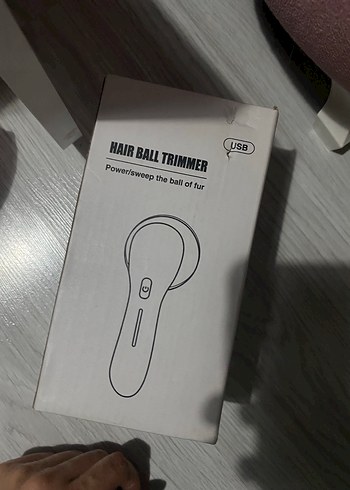 HAIR BALL TRIMMER
USB
Power/sweep the ball of fur